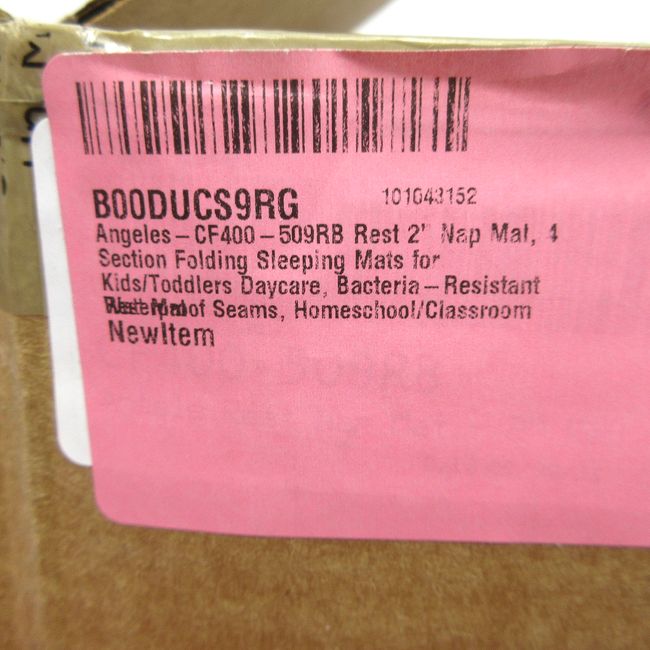 B00DUCS9RG 101043152
Angeles-CF400-509RB Rest 2" Nap Mat, 4
Section Folding Sleeping Mats for
Kids/Toddlers Daycare, Bacteria-Resistant
of Seams, Homeschool/Classroom
NewItem